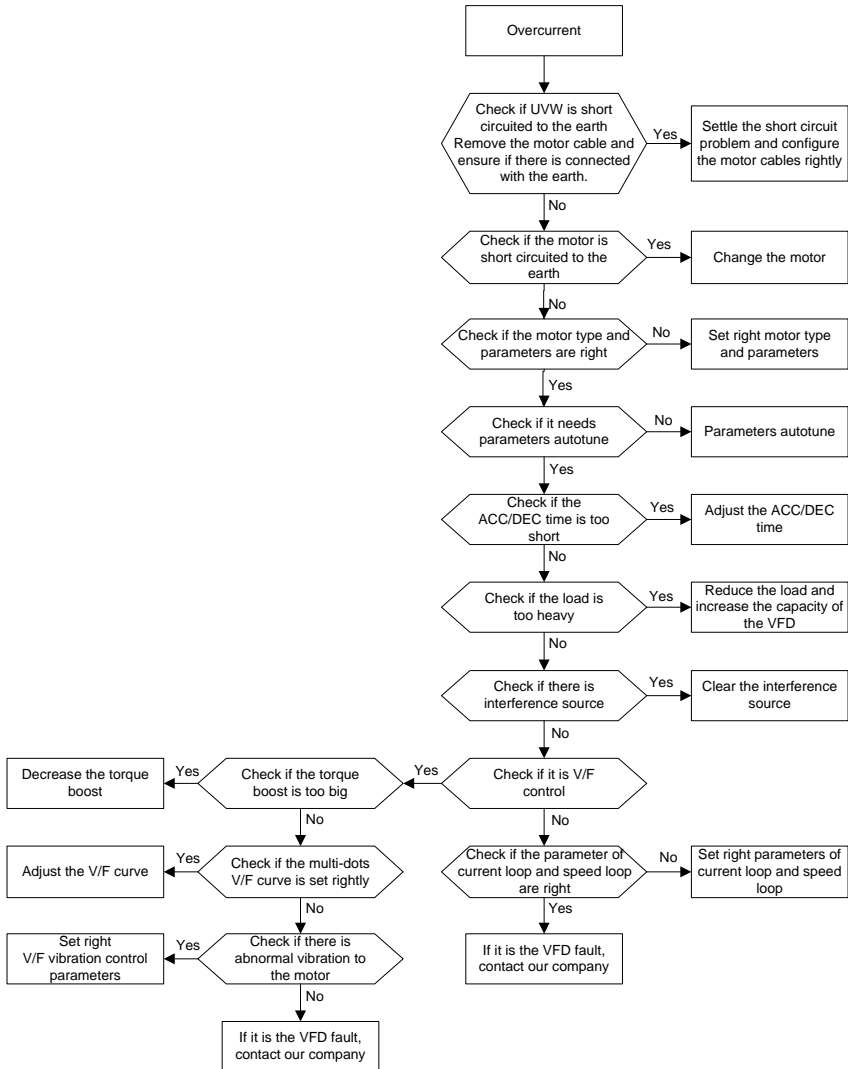 Overcurrent
Check if UVW is short
circuited to the earth
Remove the motor cable and
ensure if there is connected
with the earth.
Yes
Settle the short circuit
problem and configure
the motor cables rightly
No
Check if the motor is
short circuited to the
earth
Yes
Change the motor
No
Check if the motor type and
parameters are right
No
Set right motor type
and parameters
Yes
Check if it needs
parameters autotune
No
Parameters autotune
Yes
Check if the
ACC/DEC time is too
short
Yes
Adjust the ACC/DEC
time
No
Check if the load is
too heavy
Yes
Reduce the load and
increase the capacity of
the VFD
No
Check if there is
interference source
Yes
Clear the interference
source
No
Check if it is V/F
control
Yes
Check if the torque
boost is too big
Yes
Decrease the torque
boost
No
Check if the multi-dots
V/F curve is set rightly
Yes
Adjust the V/F curve
No
Check if there is
abnormal vibration to
the motor
Yes
Set right
V/F vibration control
parameters
No
If it is the VFD fault,
contact our company
No
Check if the parameter of
current loop and speed loop
are right
No
Set right parameters of
current loop and speed
loop
Yes
If it is the VFD fault,
contact our company